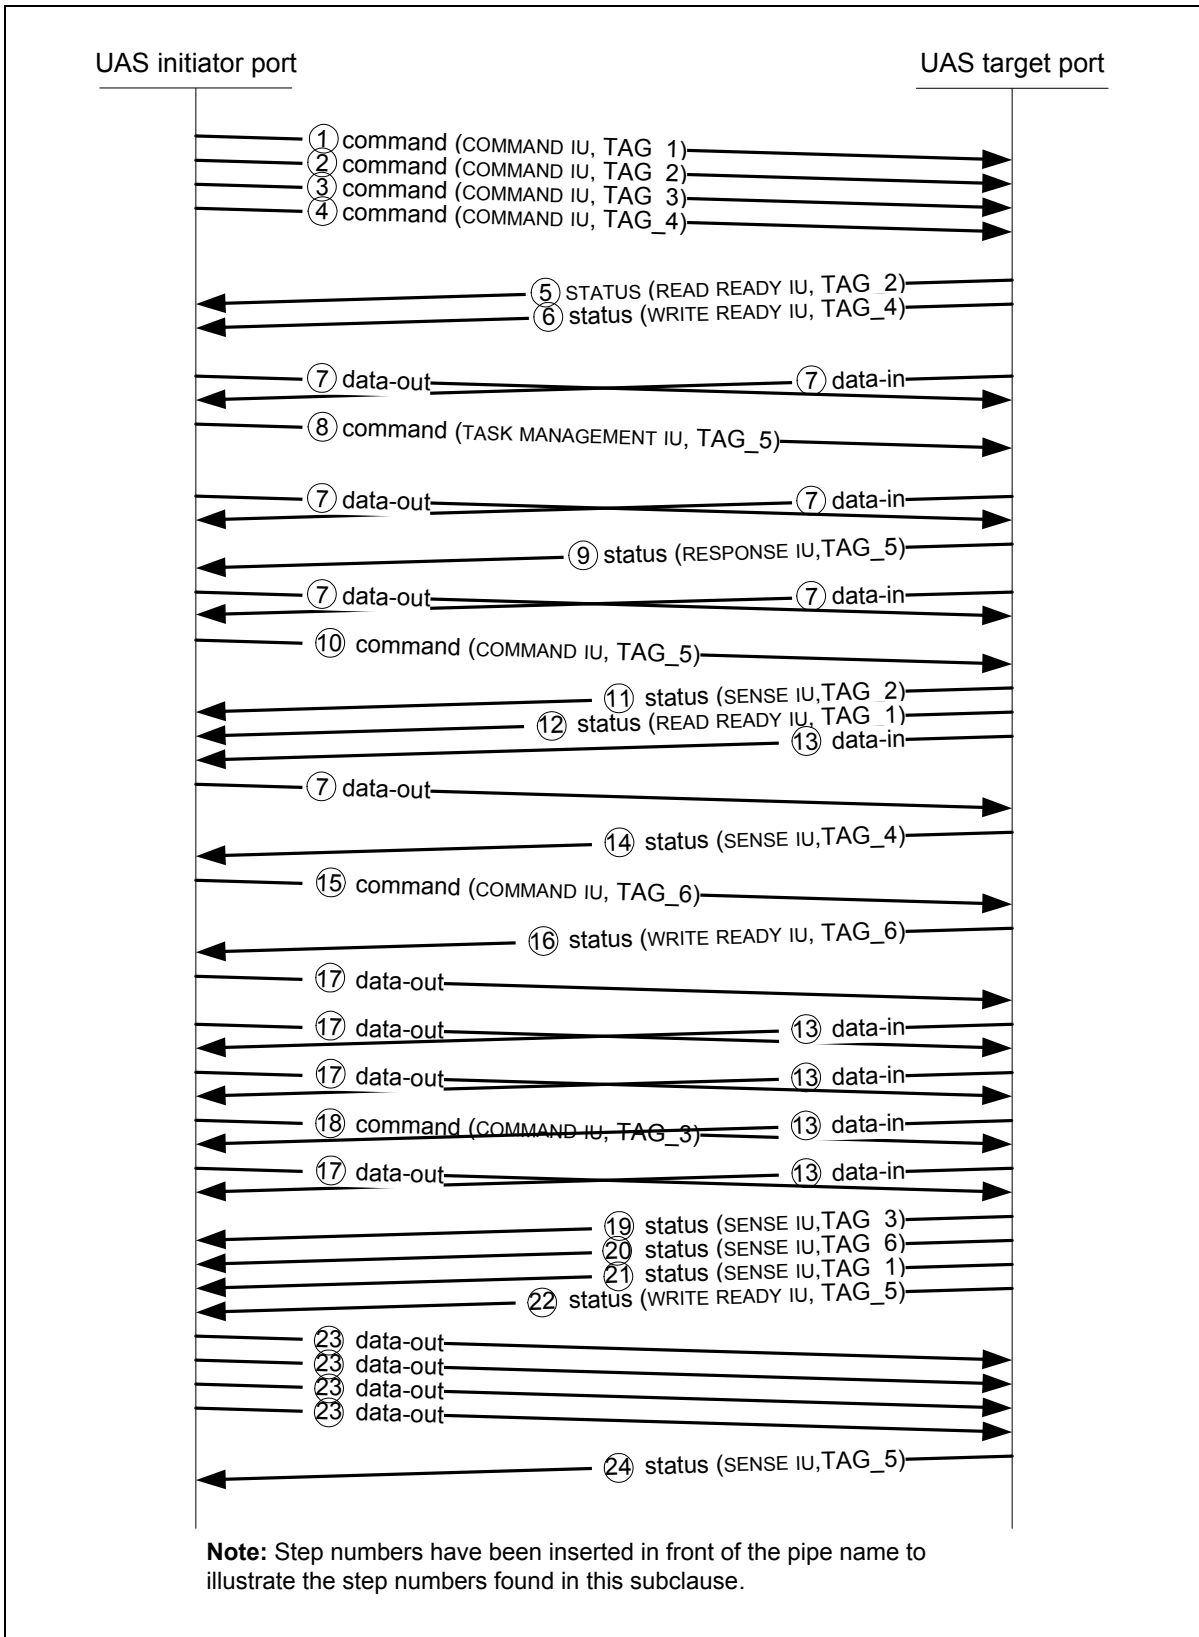 UAS initiator port UAS target port
1 command (COMMAND IU, TAG_1)
2 command (COMMAND IU, TAG_2)
3 command (COMMAND IU, TAG_3)
4 command (COMMAND IU, TAG_4)
5 STATUS (READ READY IU, TAG_2)
6 status (WRITE READY IU, TAG_4)
7 data-out 7 data-in
8 command (TASK MANAGEMENT IU, TAG_5)
7 data-out 7 data-in
9 status (RESPONSE IU,TAG_5)
7 data-out 7 data-in
10 command (COMMAND IU, TAG_5)
11 status (SENSE IU,TAG_2)
12 status (READ READY IU, TAG_1)
13 data-in
7 data-out
14 status (SENSE IU,TAG_4)
15 command (COMMAND IU, TAG_6)
16 status (WRITE READY IU, TAG_6)
17 data-out
17 data-out 13 data-in
17 data-out 13 data-in
18 command (COMMAND IU, TAG_3) 13 data-in
17 data-out 13 data-in
19 status (SENSE IU,TAG_3)
20 status (SENSE IU,TAG_6)
21 status (SENSE IU,TAG_1)
22 status (WRITE READY IU, TAG_5)
23 data-out
23 data-out
23 data-out
23 data-out
24 status (SENSE IU,TAG_5)
Note: Step numbers have been inserted in front of the pipe name to
illustrate the step numbers found in this subclause.